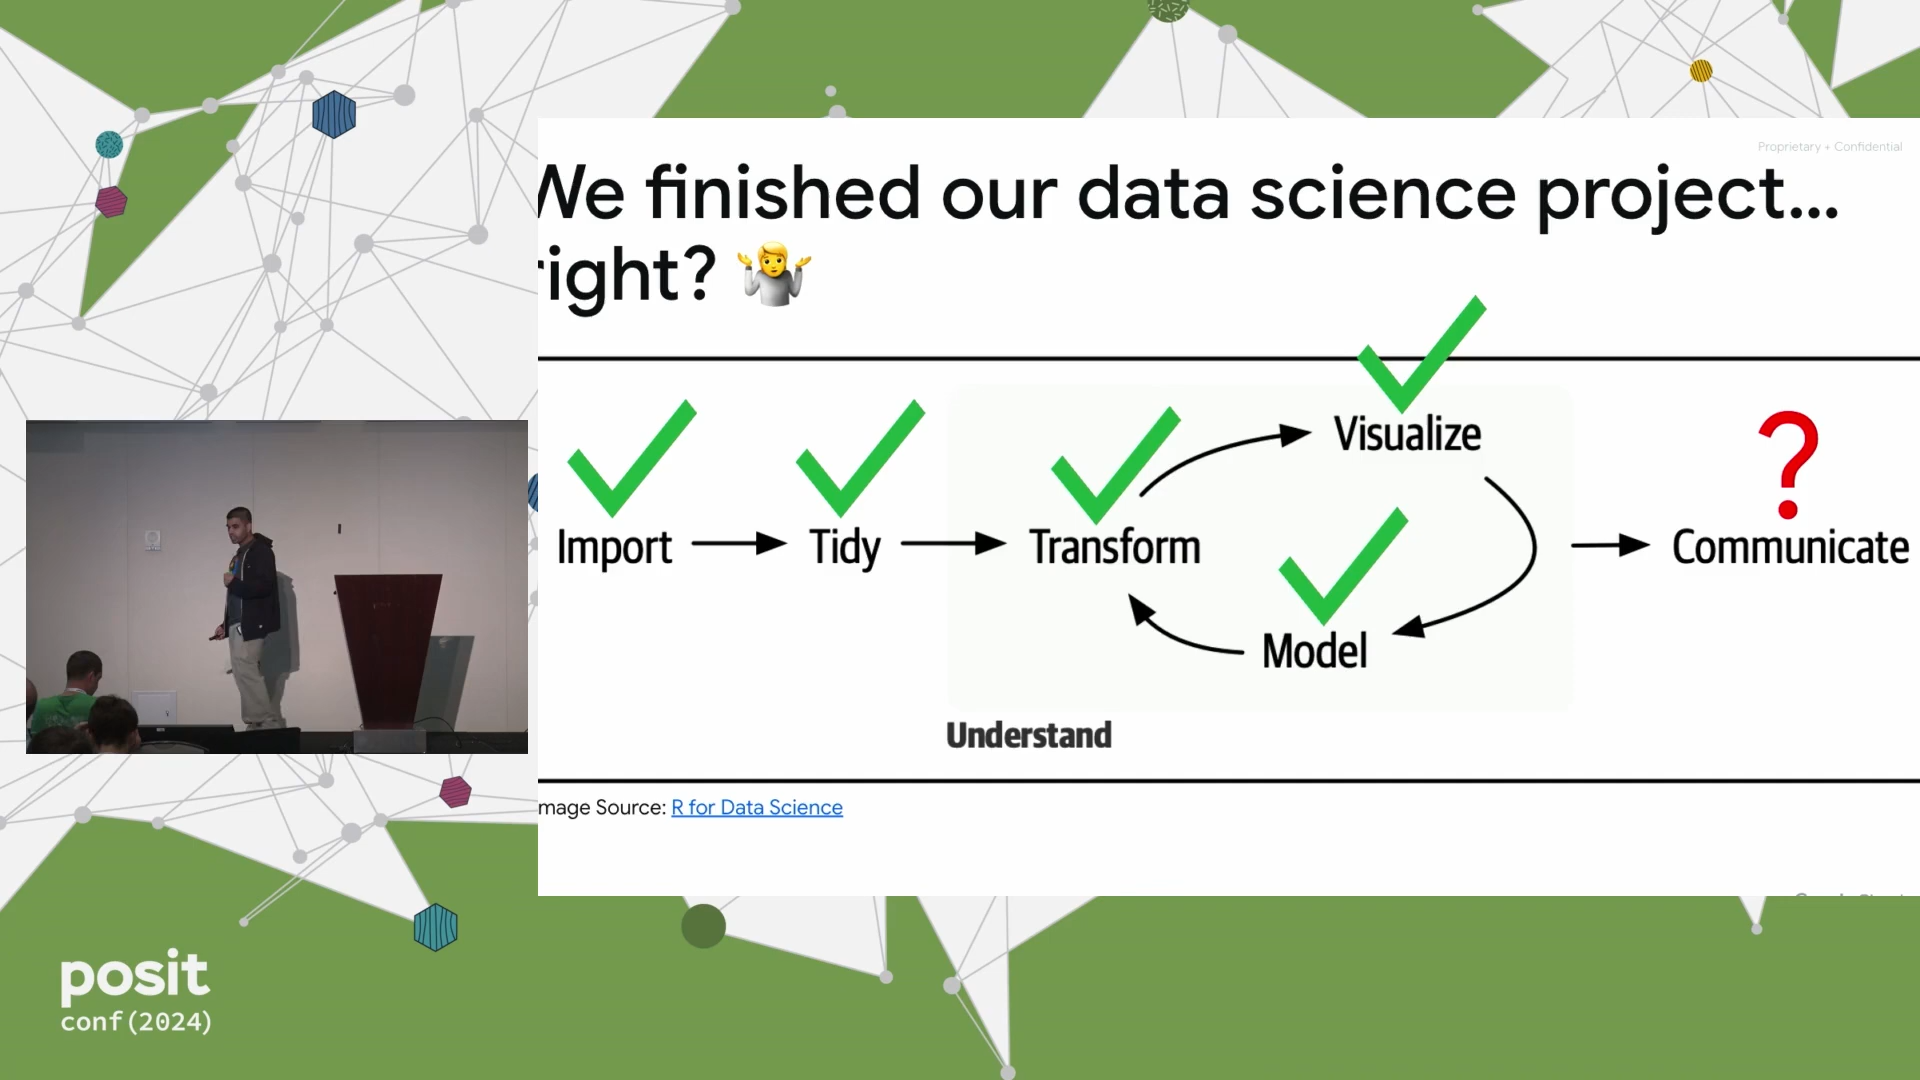 Proprietary + Confidential
We finished our data science project...
right?
Visualize
Import
Tidy
Transform
Communicate
Model
Understand
mage Source: R for Data Science
posit
conf(2024)